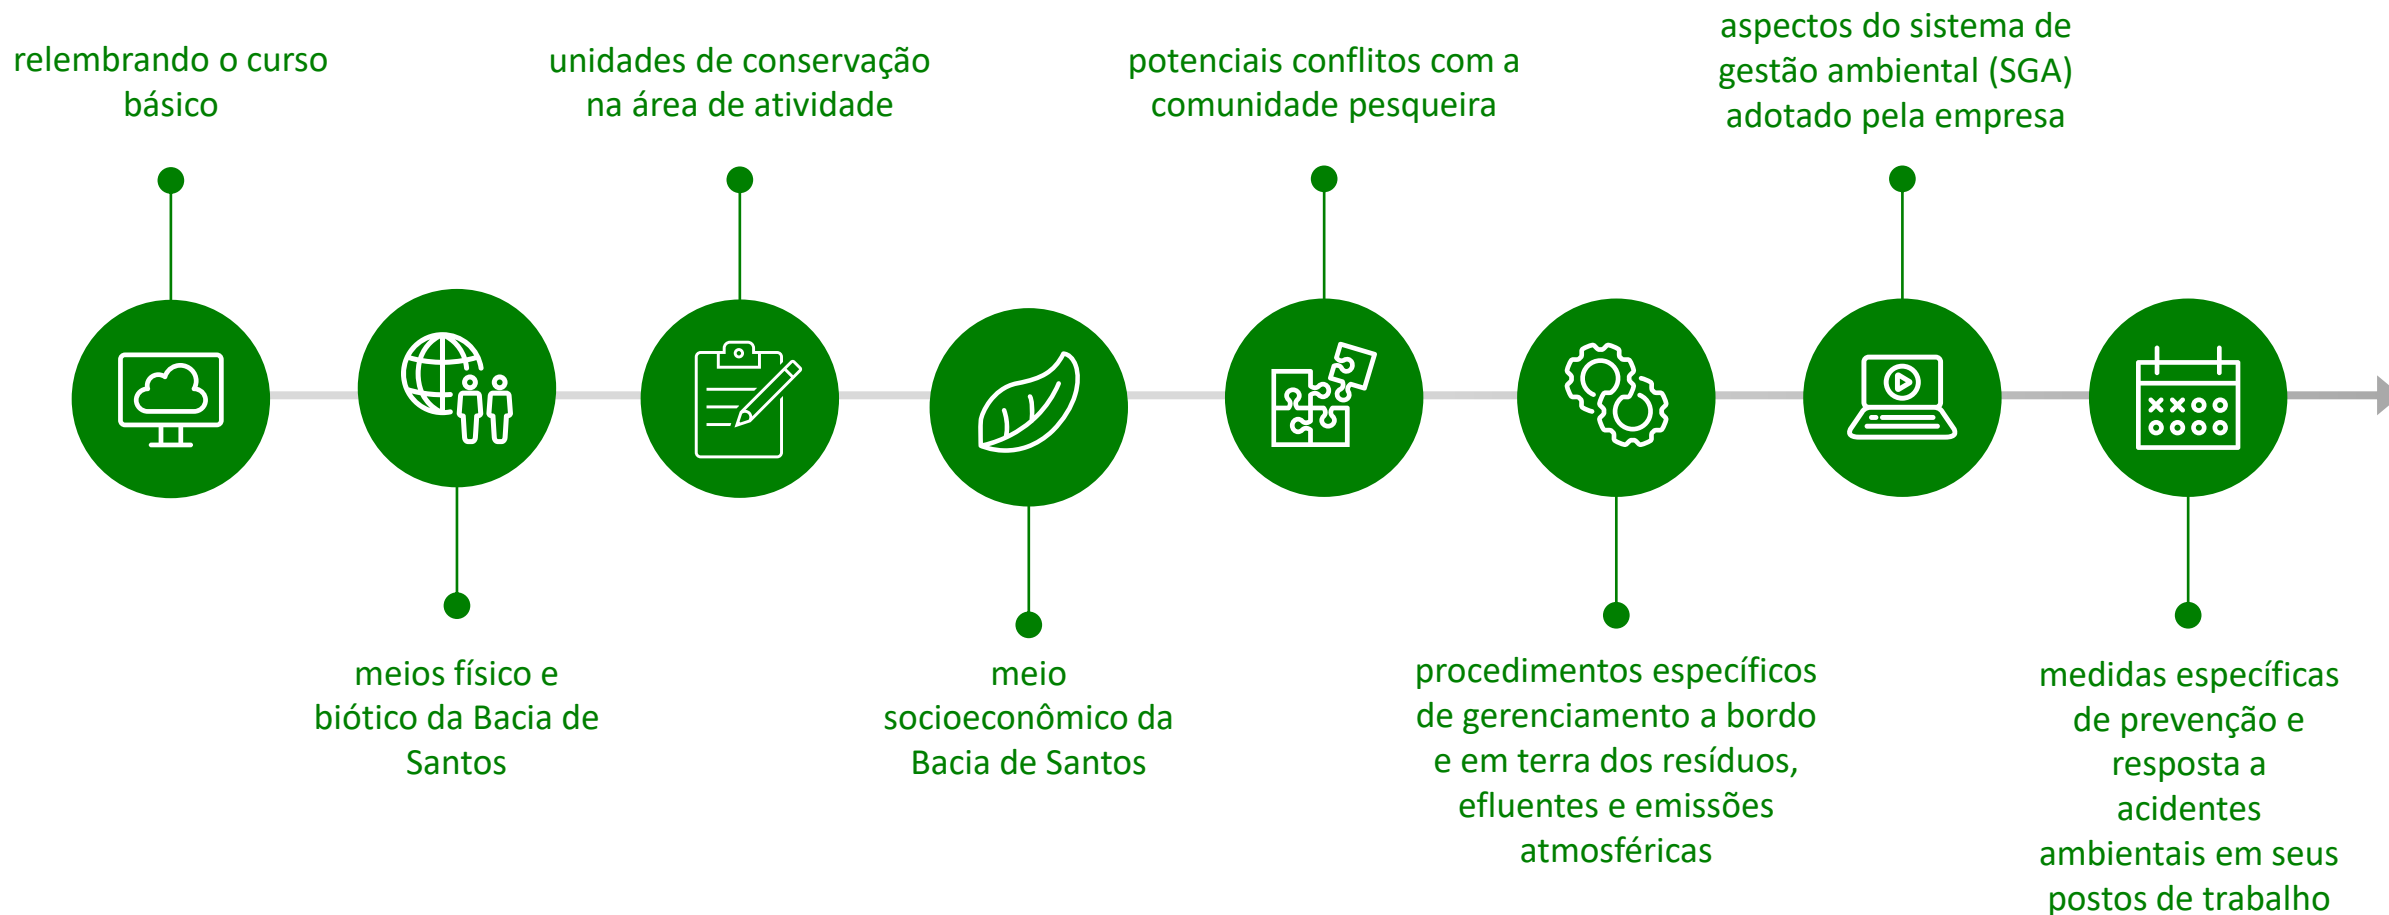 relembrando o curso
básico
meios físico e
biótico da Bacia de
Santos
unidades de conservação
na área de atividade
meio
socioeconômico da
Bacia de Santos
potenciais conflitos com a
comunidade pesqueira
procedimentos específicos
de gerenciamento a bordo
e em terra dos resíduos,
efluentes e emissões
atmosféricas
aspectos do sistema de
gestão ambiental (SGA)
adotado pela empresa
medidas específicas
de prevenção e
resposta a
acidentes
ambientais em seus
postos de trabalho